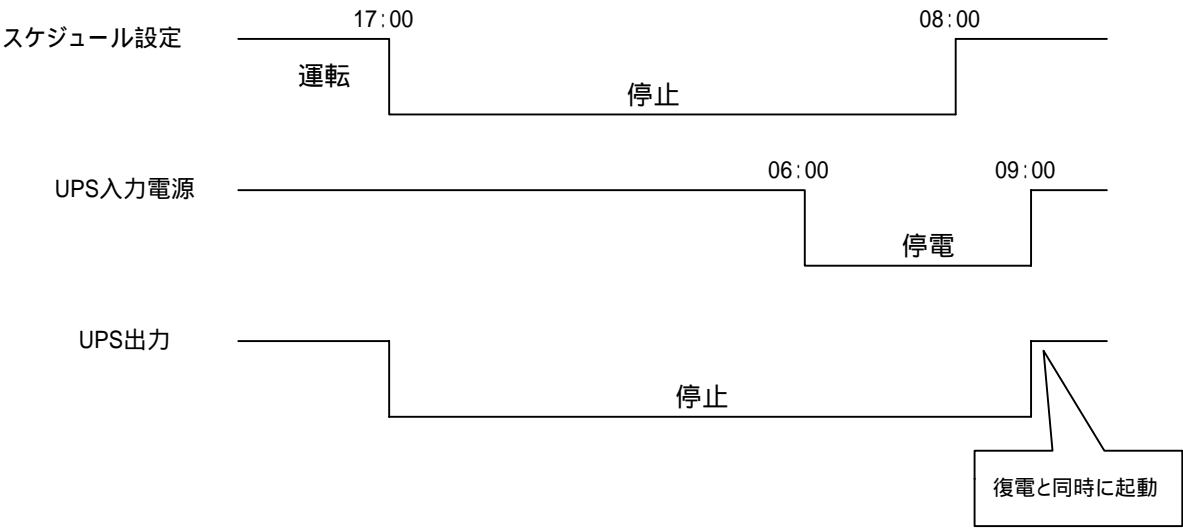 17:00
08:00
スケジュール設定
運転
停止
06:00
09:00
UPS入力電源
停電
UPS出力
停止
復電と同時に起動